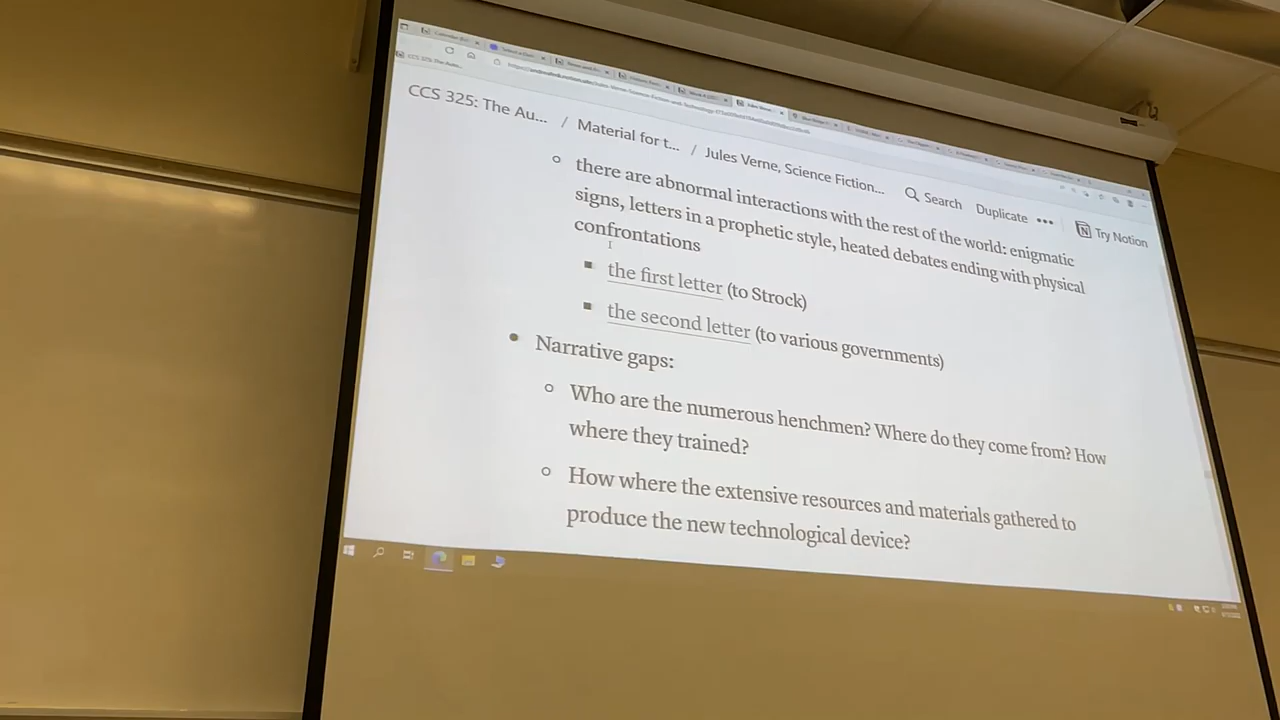 CCS 325: The Au... / Material for t... / Jules Verne, Science Fiction...
Search Duplicate ••• Try Notion
there are abnormal interactions with the rest of the world: enigmatic
signs, letters in a prophetic style, heated debates ending with physical
confrontations
the first letter (to Strock)
the second letter (to various governments)
Narrative gaps:
Who are the numerous henchmen? Where do they come from? How
where they trained?
How where the extensive resources and materials gathered to
produce the new technological device?